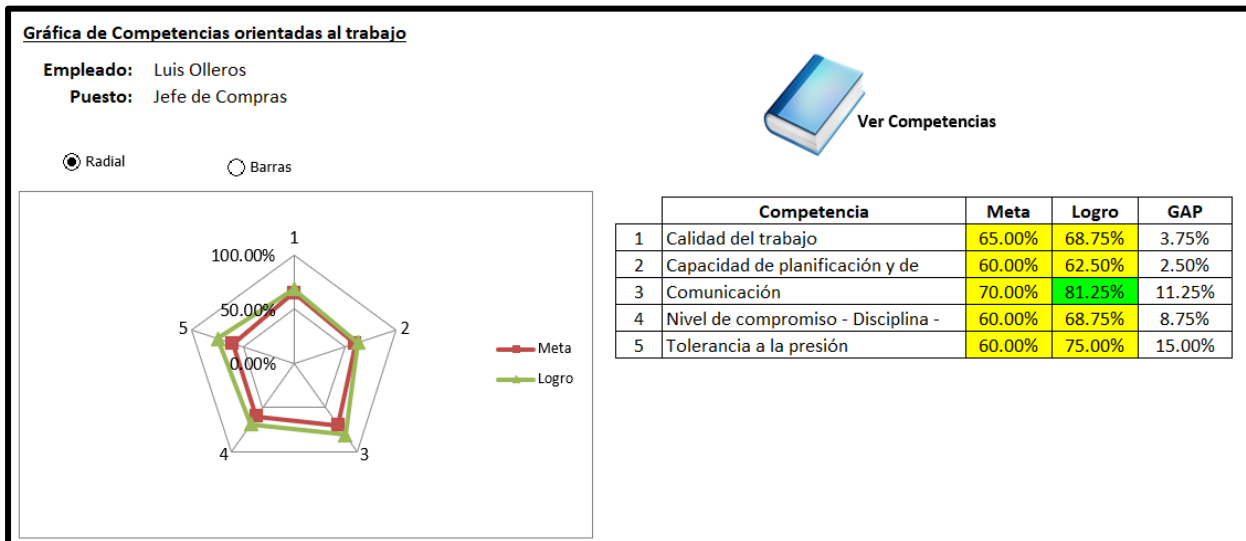 Gráfica de Competencias orientadas al trabajo
Empleado: Luis Olleros
Puesto: Jefe de Compras
Ver Competencias
Radial
Barras
1
100.00%
50.00%
5
2
0.00%
4
3
Meta
Logro
Competencia Meta Logro GAP
1 Calidad del trabajo 65.00% 68.75% 3.75%
2 Capacidad de planificación y de 60.00% 62.50% 2.50%
3 Comunicación 70.00% 81.25% 11.25%
4 Nivel de compromiso - Disciplina - 60.00% 68.75% 8.75%
5 Tolerancia a la presión 60.00% 75.00% 15.00%